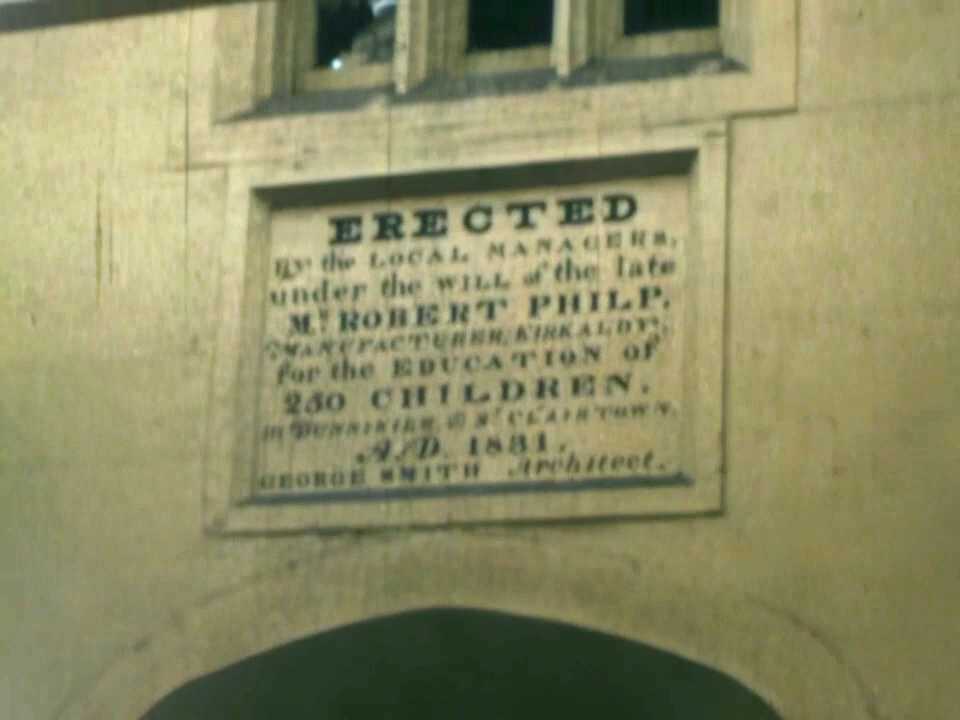 ERECTED
By the LOCAL MANAGERS,
under the WILL of the late
Mr. ROBERT PHILP.
MANUFACTURER, KIRKALDY,
for the EDUCATION of
250 CHILDREN.
in DUNNIKIER & St. CLAIRTOWN.
A.D. 1831.
GEORGE SMITH Architect.